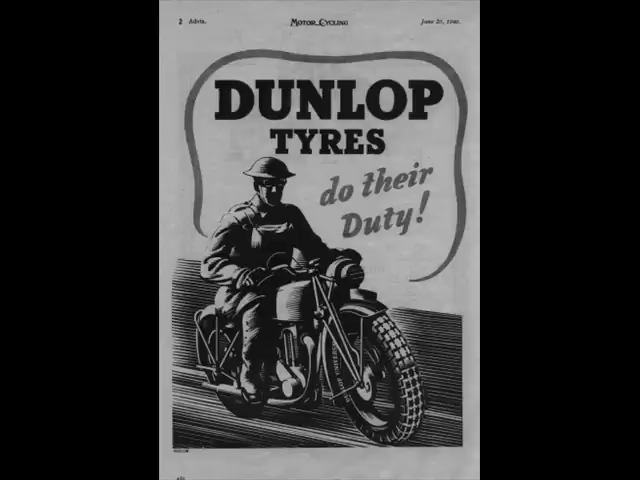 2 Advts. MOTOR CYCLING June 20, 1940.
DUNLOP
TYRES
do their
Duty!